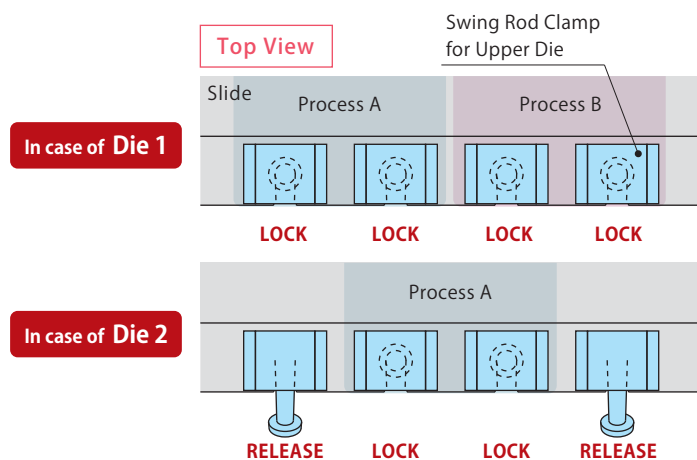 Top View
Swing Rod Clamp
for Upper Die
Slide
Process A
Process B
In case of Die 1
LOCK
LOCK
LOCK
LOCK
Process A
In case of Die 2
RELEASE
LOCK
LOCK
RELEASE